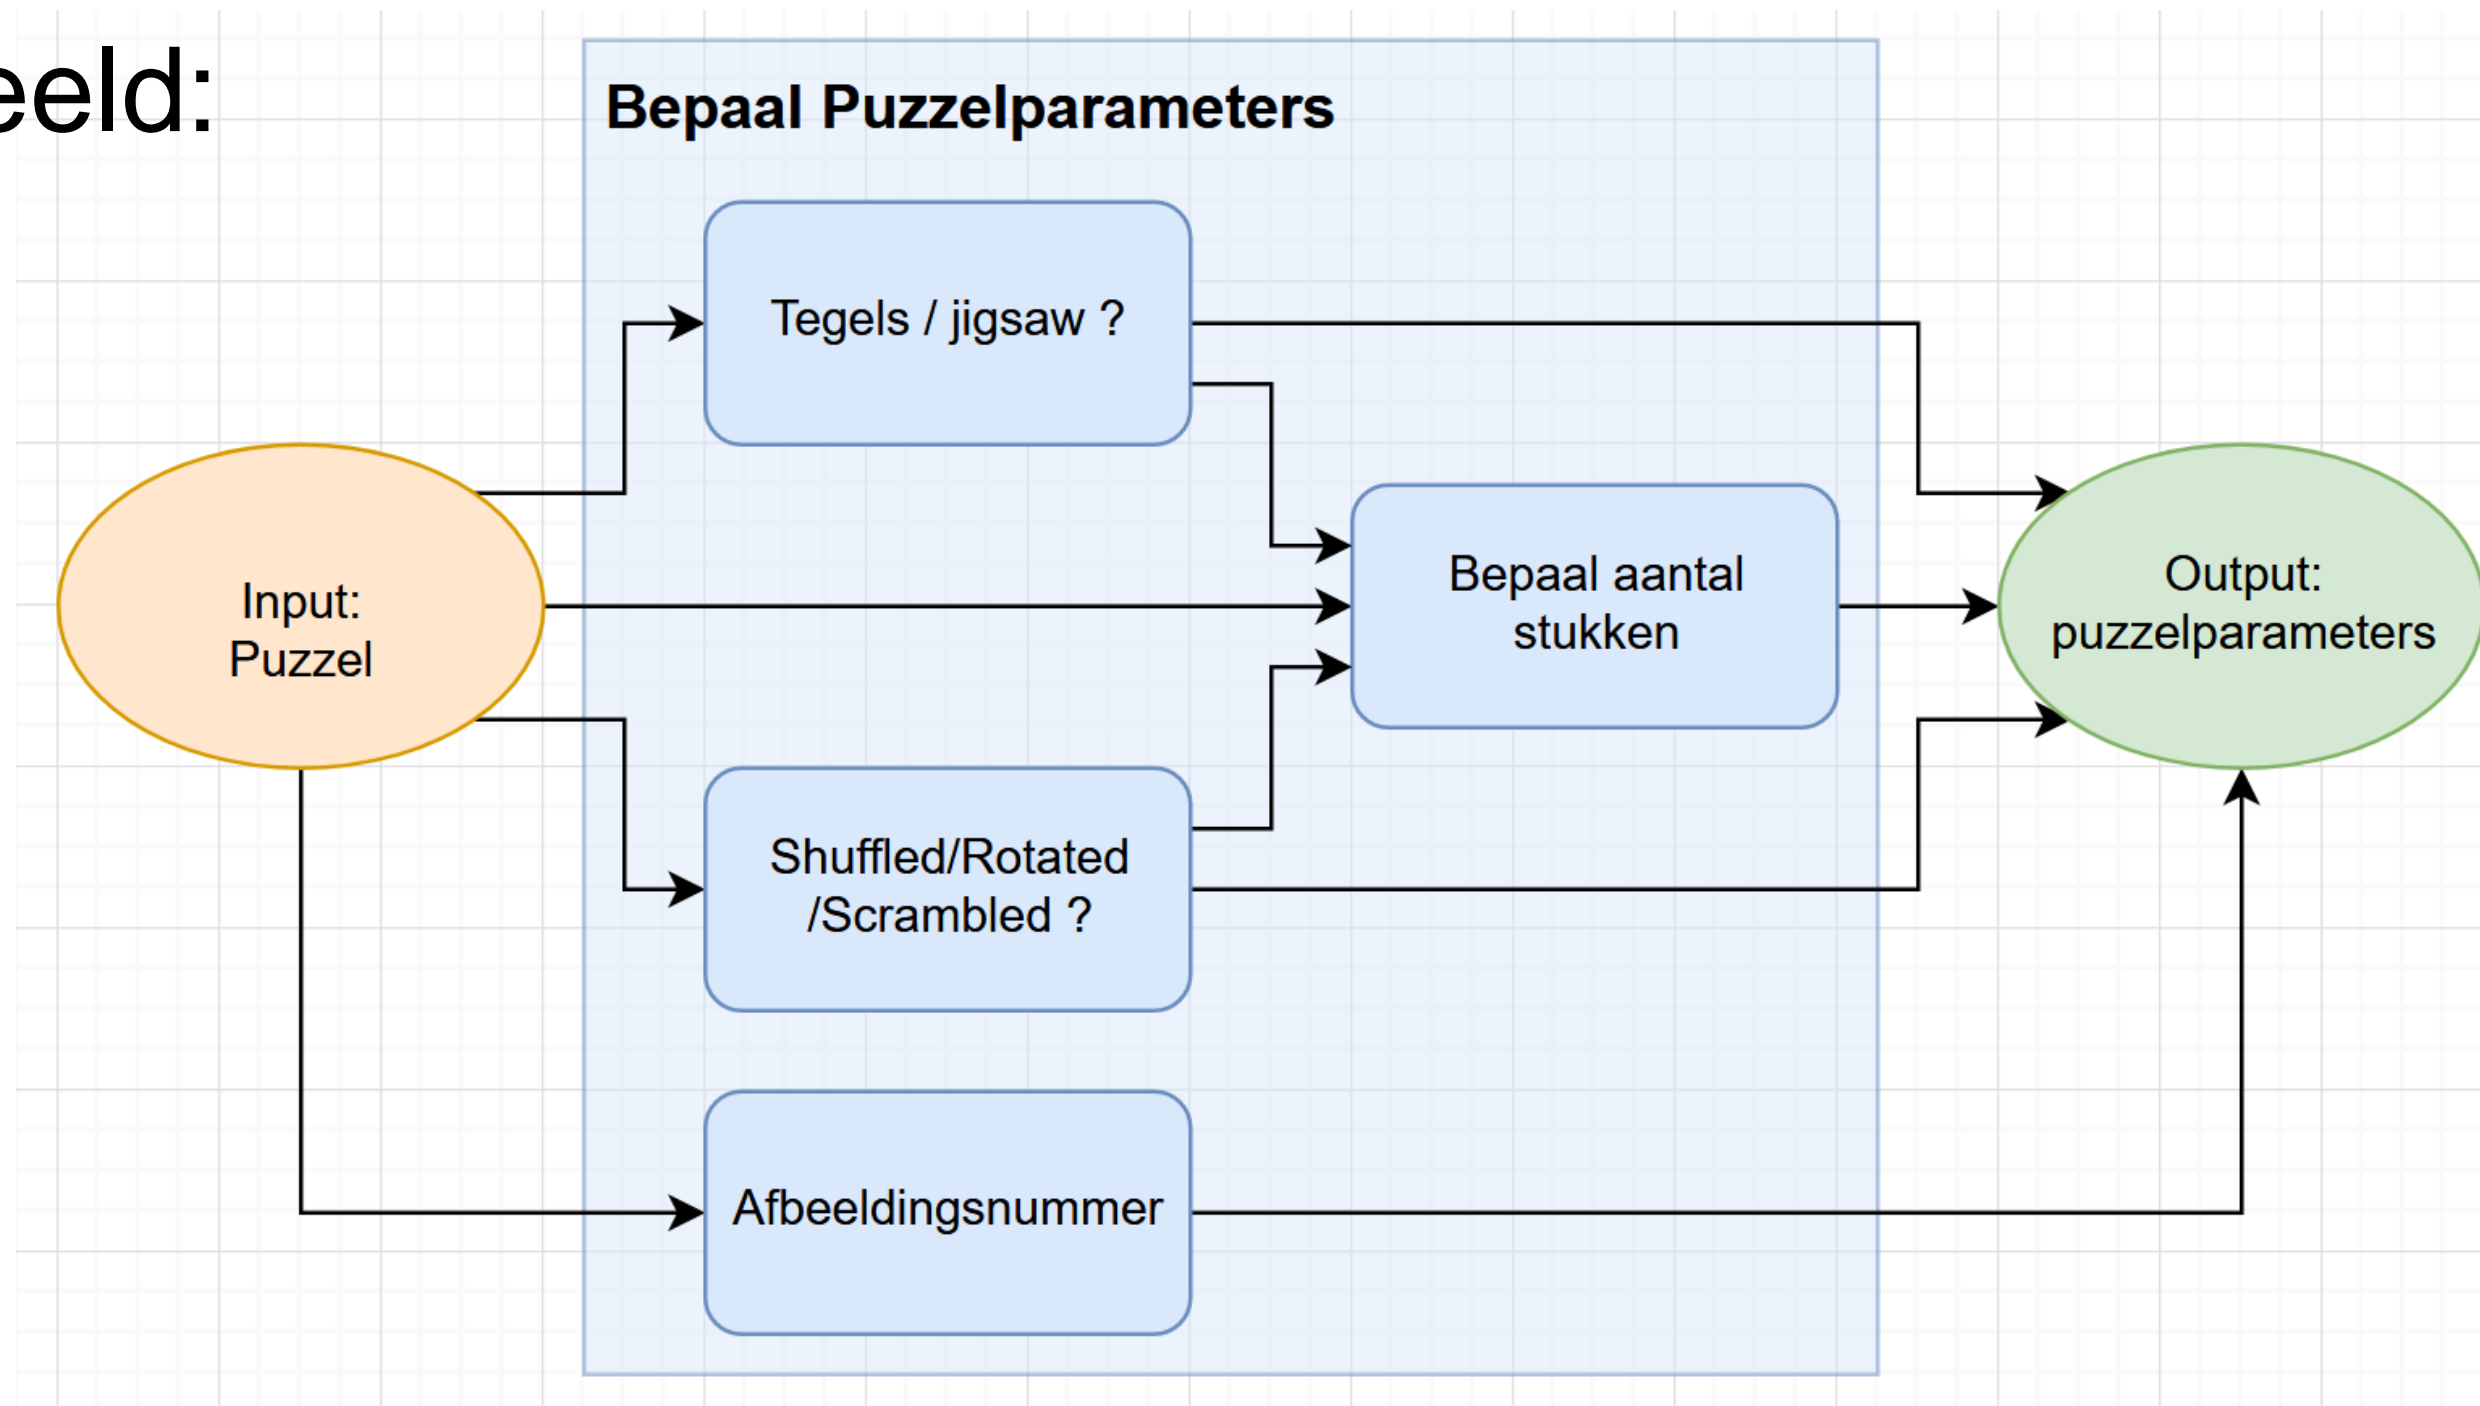 eeld:
Bepaal Puzzelparameters
Tegels / jigsaw ?
Input:
Puzzel
Bepaal aantal
stukken
Output:
puzzelparameters
Shuffled/Rotated
/Scrambled ?
Afbeeldingsnummer